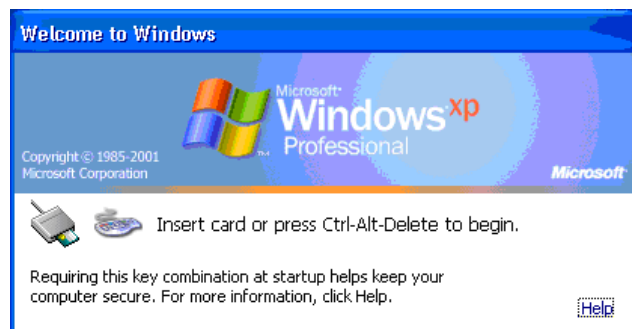 Welcome to Windows
Microsoft®
Windows xp
Professional
Copyright © 1985-2001
Microsoft Corporation
Microsoft®
Insert card or press Ctrl-Alt-Delete to begin.
Requiring this key combination at startup helps keep your
computer secure. For more information, click Help.
Help